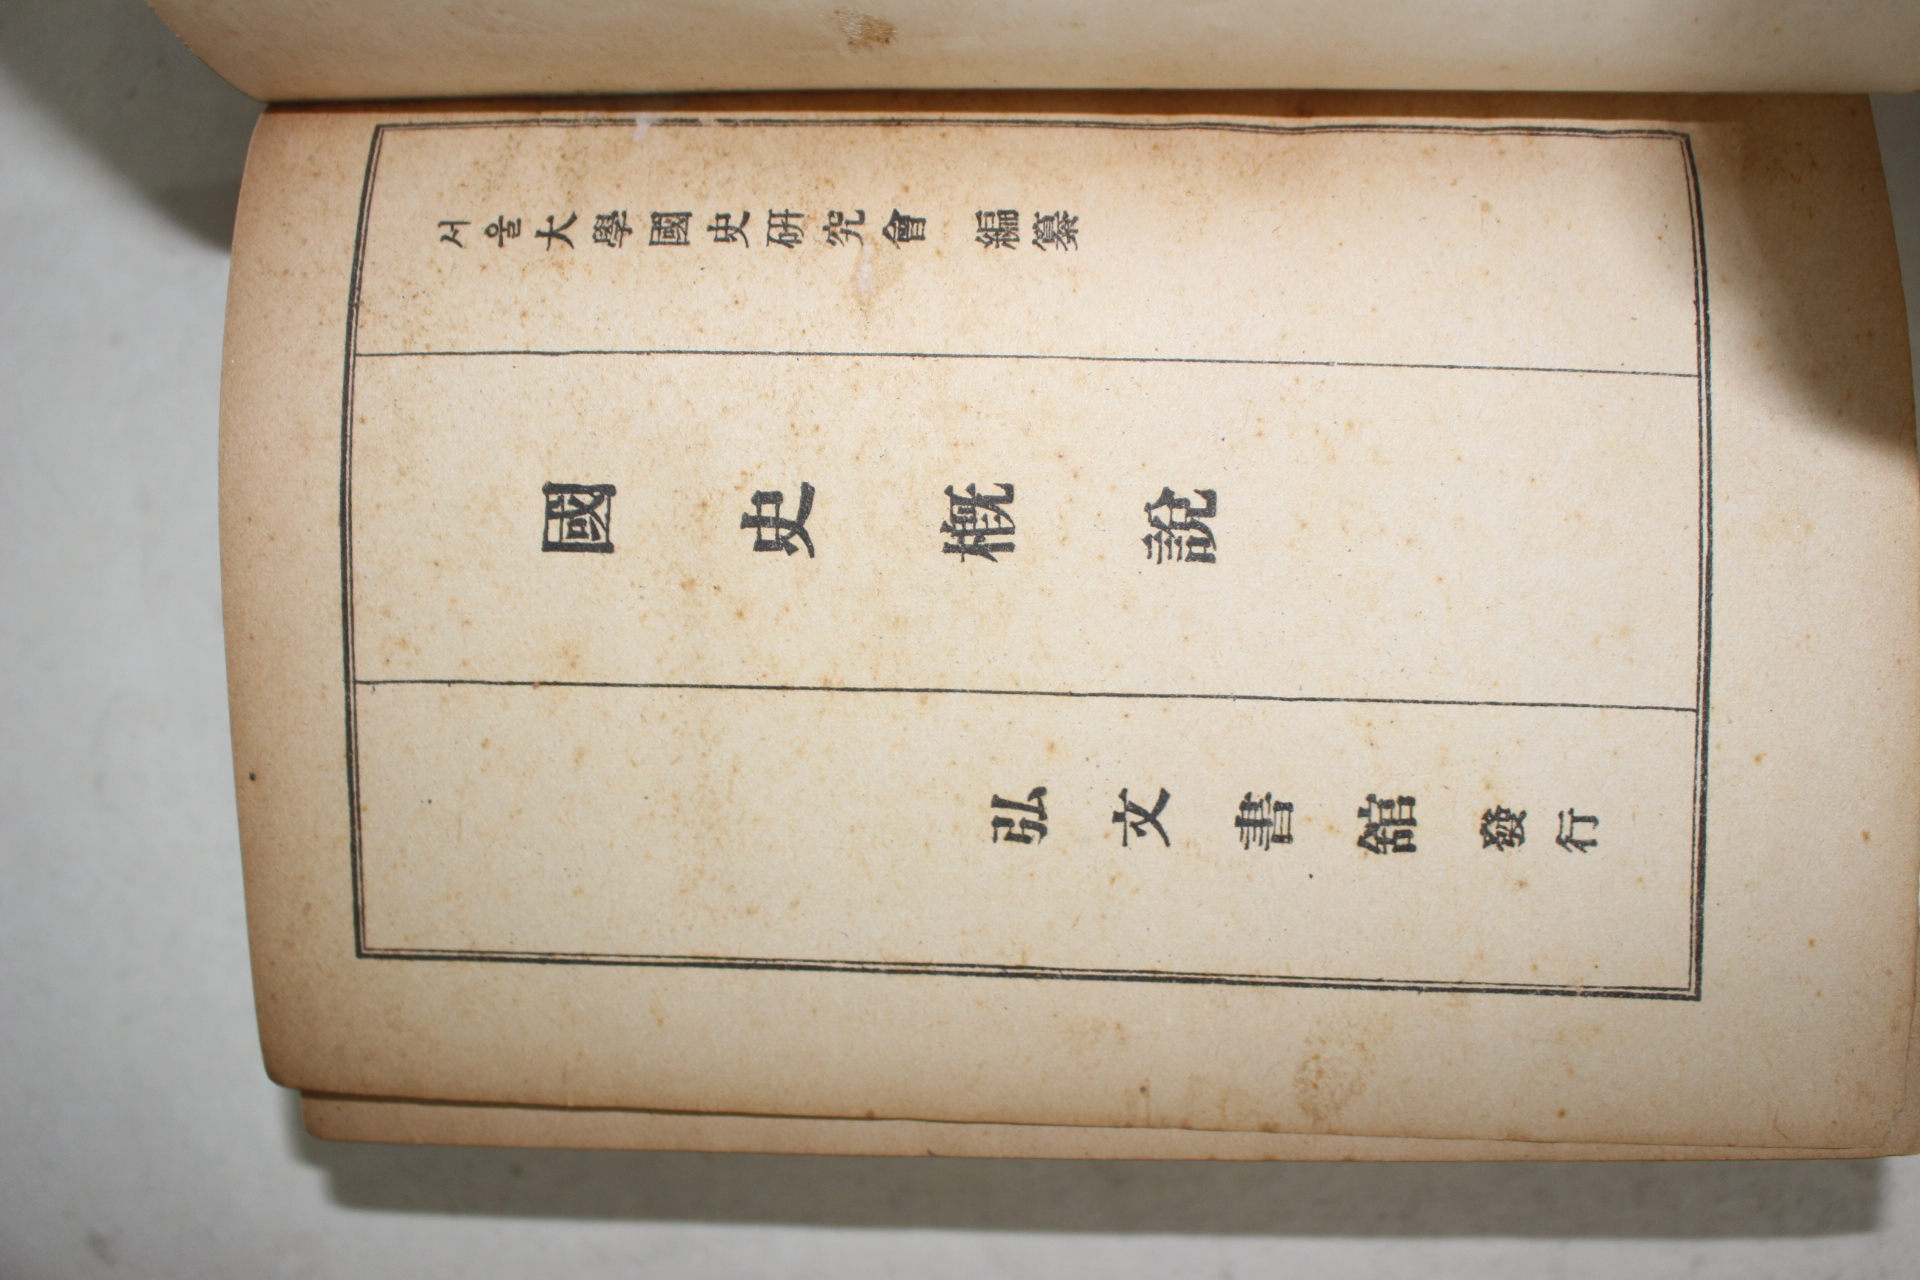 서울大學國史研究會 編纂
國史槪說
弘文書館 發行